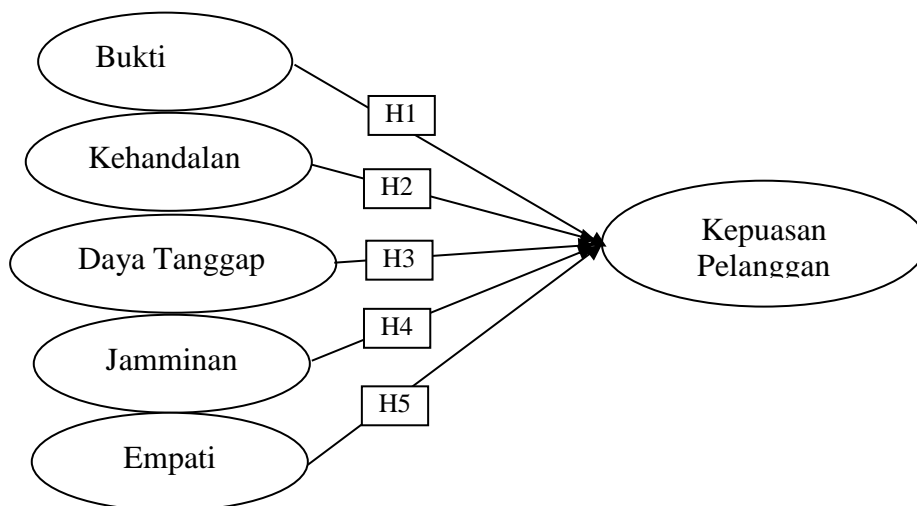 Bukti
H1
Kehandalan
H2
Daya Tanggap
H3
Kepuasan
Pelanggan
Jamminan
H4
Empati
H5